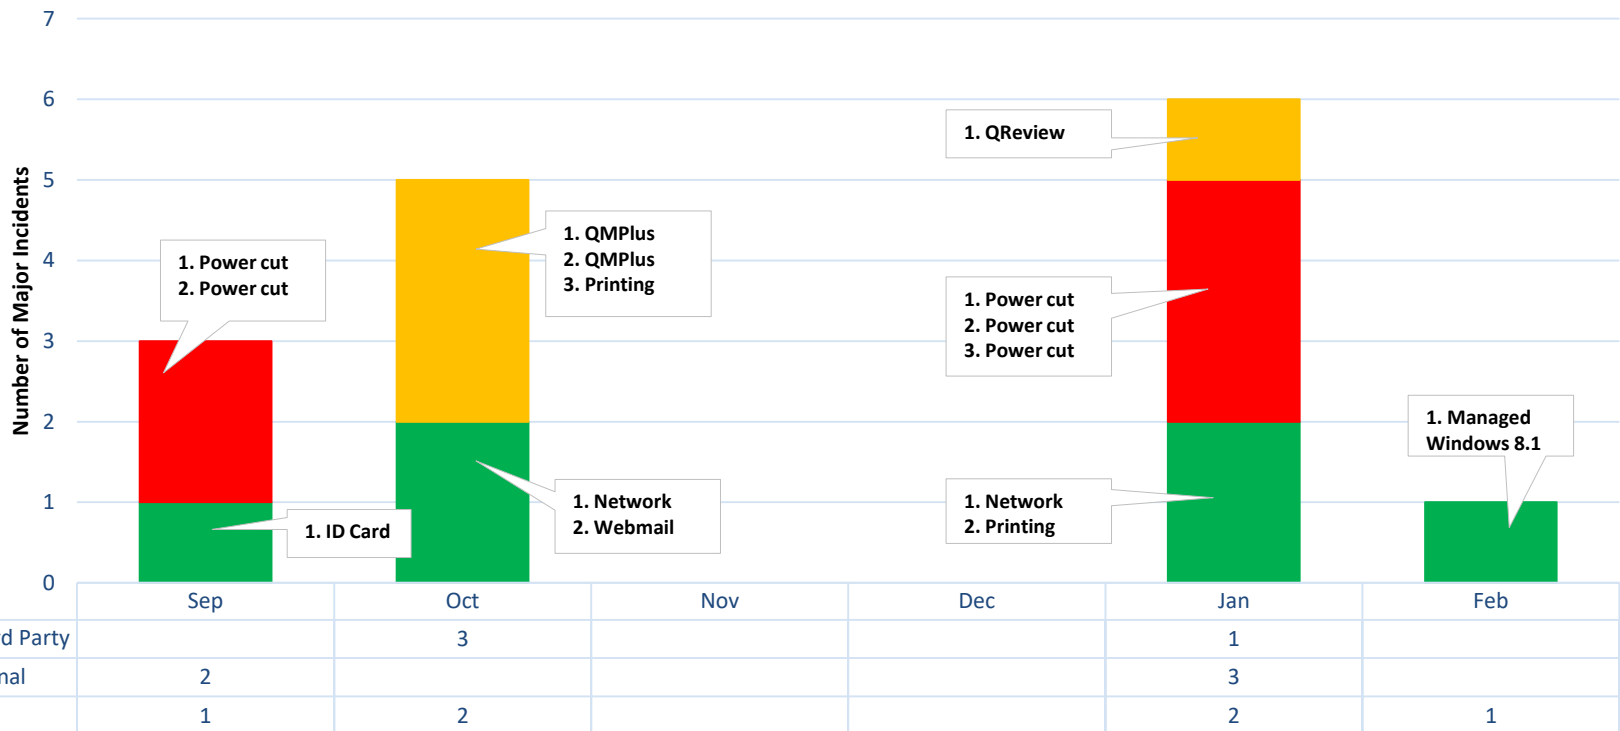 7
6
5
4
3
2
1
0
Number of Major Incidents
1. Power cut
2. Power cut
1. ID Card
1. QMPlus
2. QMPlus
3. Printing
1. Network
2. Webmail
1. QReview
1. Power cut
2. Power cut
3. Power cut
1. Network
2. Printing
1. Managed
Windows 8.1
Sep Oct Nov Dec Jan Feb
rd Party 3 1
nal 2 3
1 2 2 1